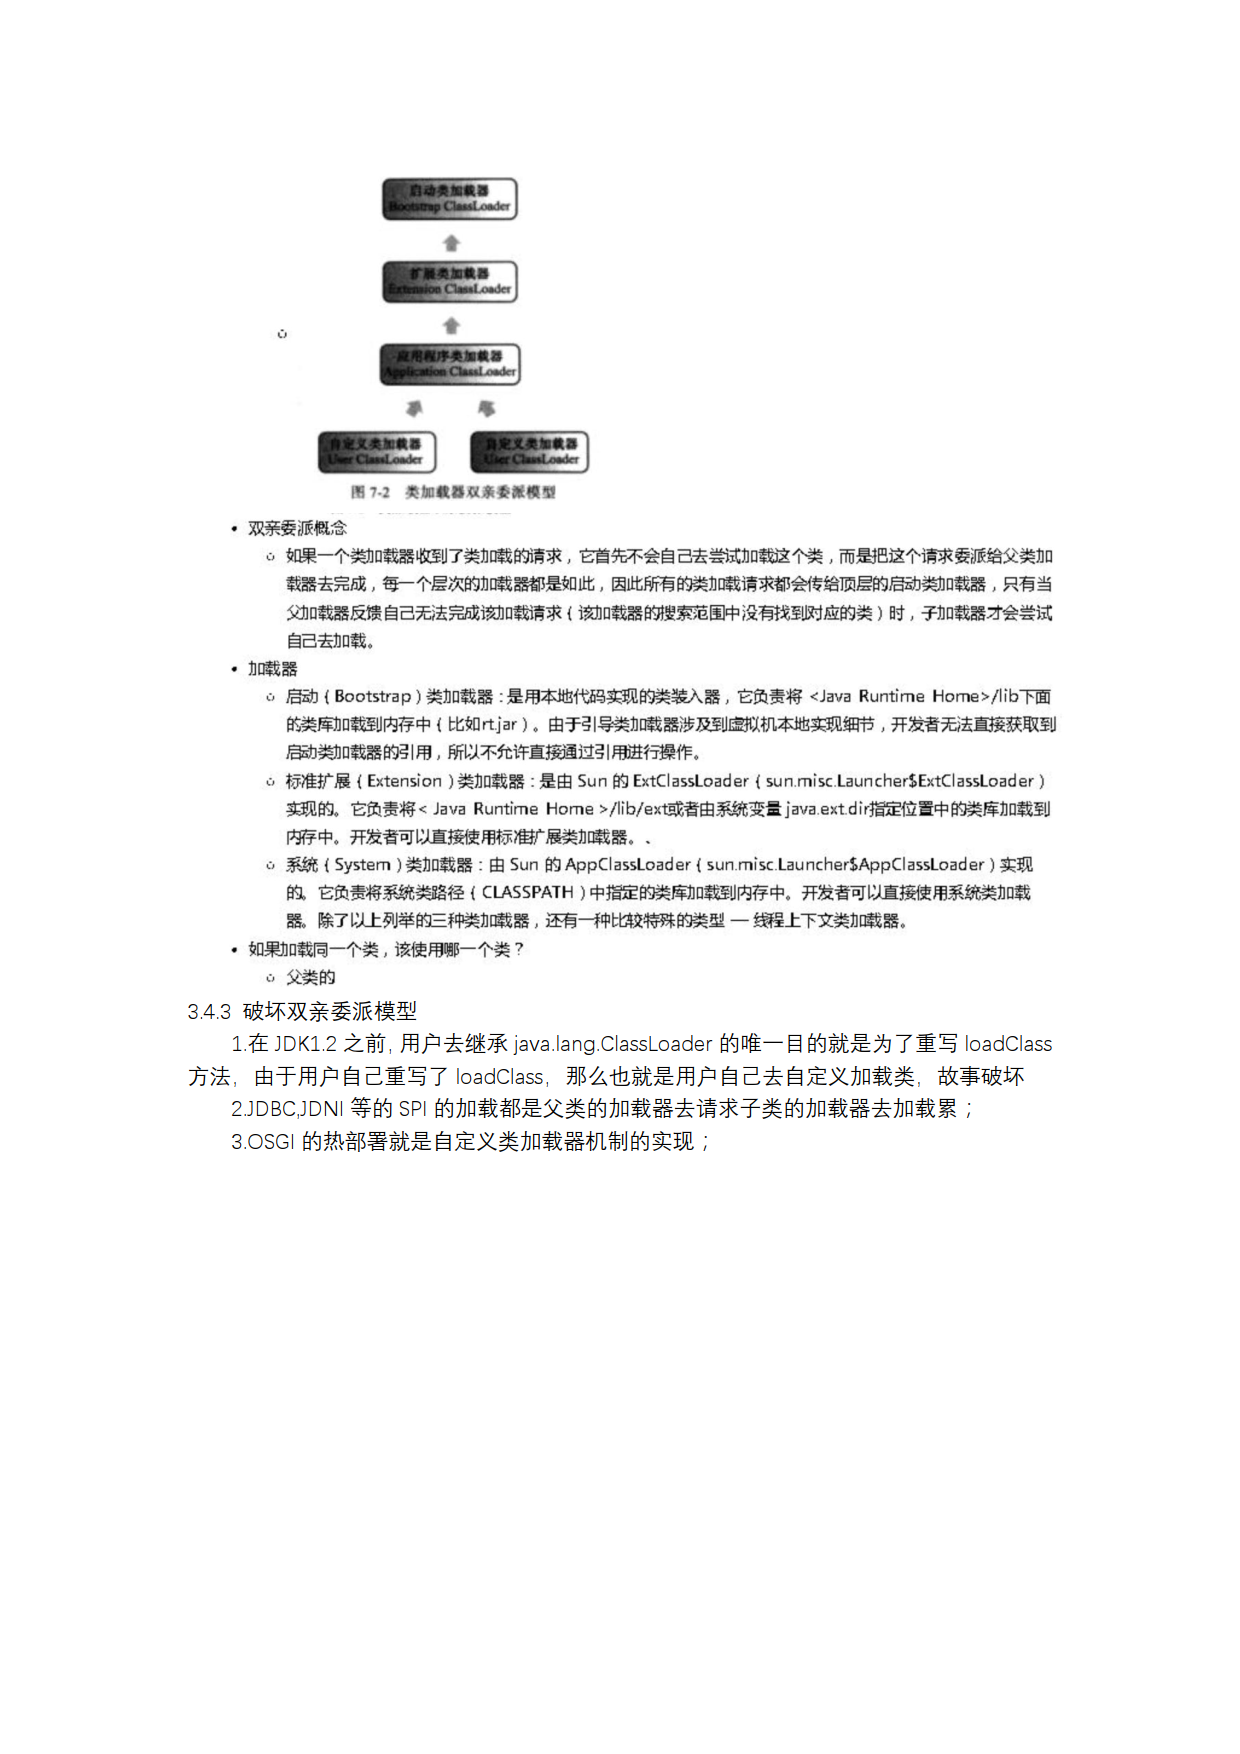 启动类加载器
Bootstrap ClassLoader
扩展类加载器
Extension ClassLoader
应用程序类加载器
Application ClassLoader
自定义类加载器
User ClassLoader
自定义类加载器
User ClassLoader
图 7-2 类加载器双亲委派模型
• 双亲委派概念
○ 如果一个类加载器收到了类加载的请求，它首先不会自己去尝试加载这个类，而是把这个请求委派给父类加
载器去完成，每一个层次的加载器都是如此，因此所有的类加载请求都会传给顶层的启动类加载器，只有当
父加载器反馈自己无法完成该加载请求（该加载器的搜索范围中没有找到对应的类）时，子加载器才会尝试
自己去加载。
• 加载器
○ 启动（Bootstrap）类加载器：是用本地代码实现的类装入器，它负责将 <Java Runtime Home>/lib下面
的类库加载到内存中（比如rt.jar）。由于引导类加载器涉及到虚拟机本地实现细节，开发者无法直接获取到
启动类加载器的引用，所以不允许直接通过引用进行操作。
○ 标准扩展（Extension）类加载器：是由 Sun 的 ExtClassLoader（sun.misc.Launcher$ExtClassLoader）
实现的。它负责将< Java Runtime Home >/lib/ext或者由系统变量 java.ext.dir指定位置中的类库加载到
内存中。开发者可以直接使用标准扩展类加载器。、
○ 系统（System）类加载器：由 Sun 的 AppClassLoader（sun.misc.Launcher$AppClassLoader）实现
的。它负责将系统类路径（CLASSPATH）中指定的类库加载到内存中。开发者可以直接使用系统类加载
器。除了以上列举的三种类加载器，还有一种比较特殊的类型 — 线程上下文类加载器。
• 如果加载同一个类，该使用哪一个类？
○ 父类的
3.4.3 破坏双亲委派模型
1.在 JDK1.2 之前，用户去继承 java.lang.ClassLoader 的唯一目的就是为了重写 loadClass
方法，由于用户自己重写了 loadClass，那么也就是用户自己去自定义加载类，故事破坏
2.JDBC,JDNI 等的 SPI 的加载都是父类的加载器去请求子类的加载器去加载累；
3.OSGI 的热部署就是自定义类加载器机制的实现；